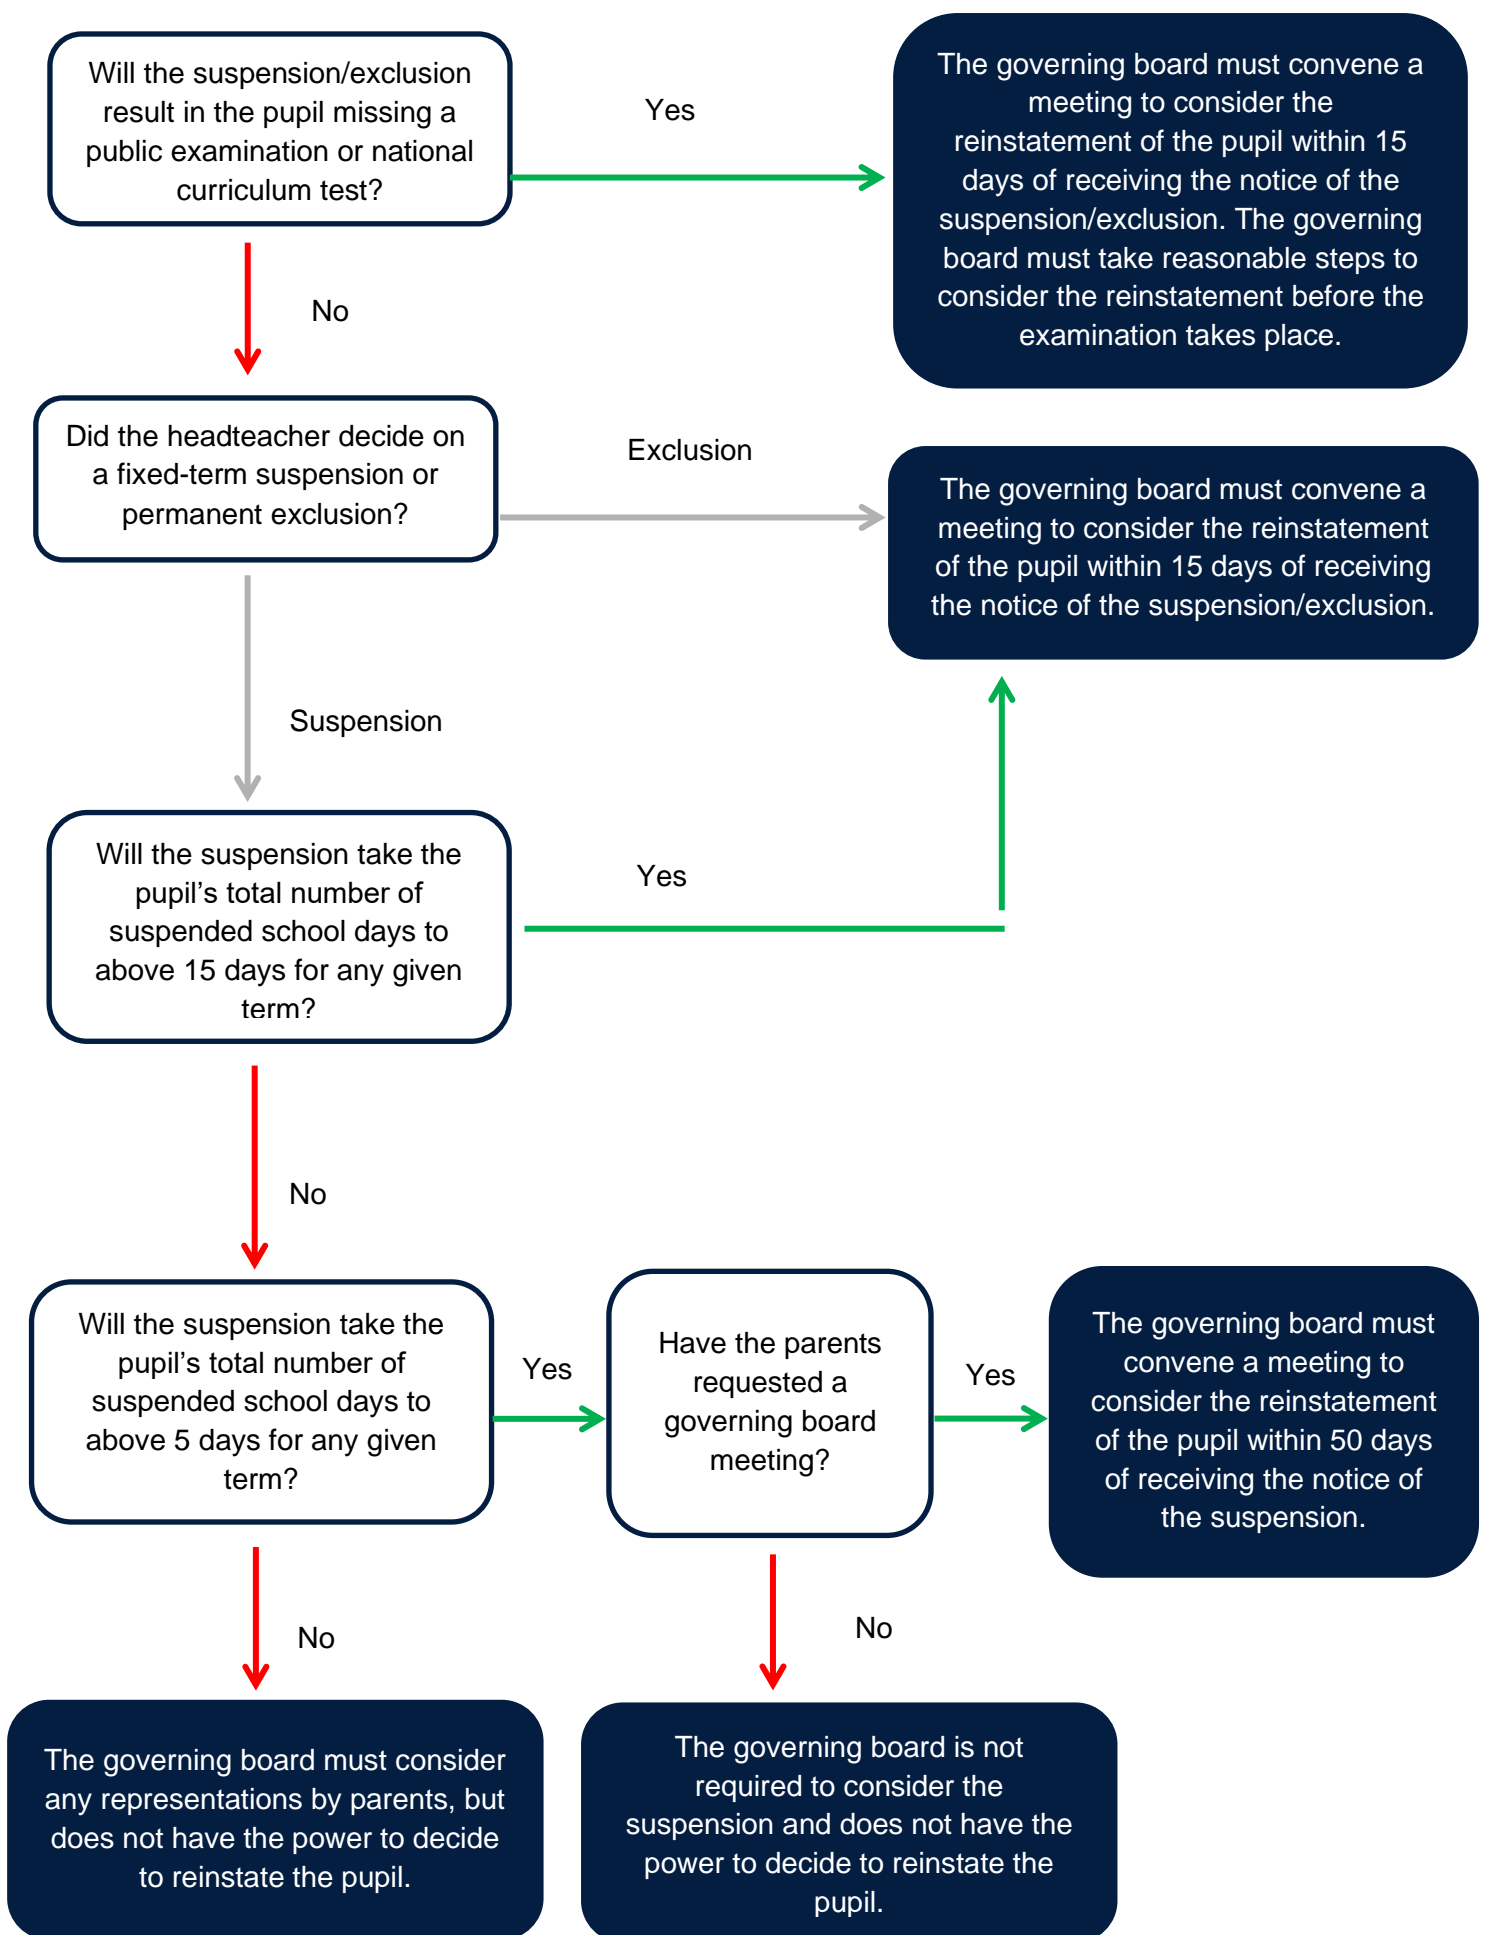 Will the suspension/exclusion
result in the pupil missing a
public examination or national
curriculum test?
Yes
The governing board must convene a
meeting to consider the
reinstatement of the pupil within 15
days of receiving the notice of the
suspension/exclusion. The governing
board must take reasonable steps to
consider the reinstatement before the
examination takes place.
No
Did the headteacher decide on
a fixed-term suspension or
permanent exclusion?
Exclusion
The governing board must convene a
meeting to consider the reinstatement
of the pupil within 15 days of receiving
the notice of the suspension/exclusion.
Suspension
Will the suspension take the
pupil’s total number of
suspended school days to
above 15 days for any given
term?
Yes
No
Will the suspension take the
pupil’s total number of
suspended school days to
above 5 days for any given
term?
Yes
Have the parents
requested a
governing board
meeting?
Yes
The governing board must
convene a meeting to
consider the reinstatement
of the pupil within 50 days
of receiving the notice of
the suspension.
No
No
The governing board must consider
any representations by parents, but
does not have the power to decide
to reinstate the pupil.
The governing board is not
required to consider the
suspension and does not have the
power to decide to reinstate the
pupil.